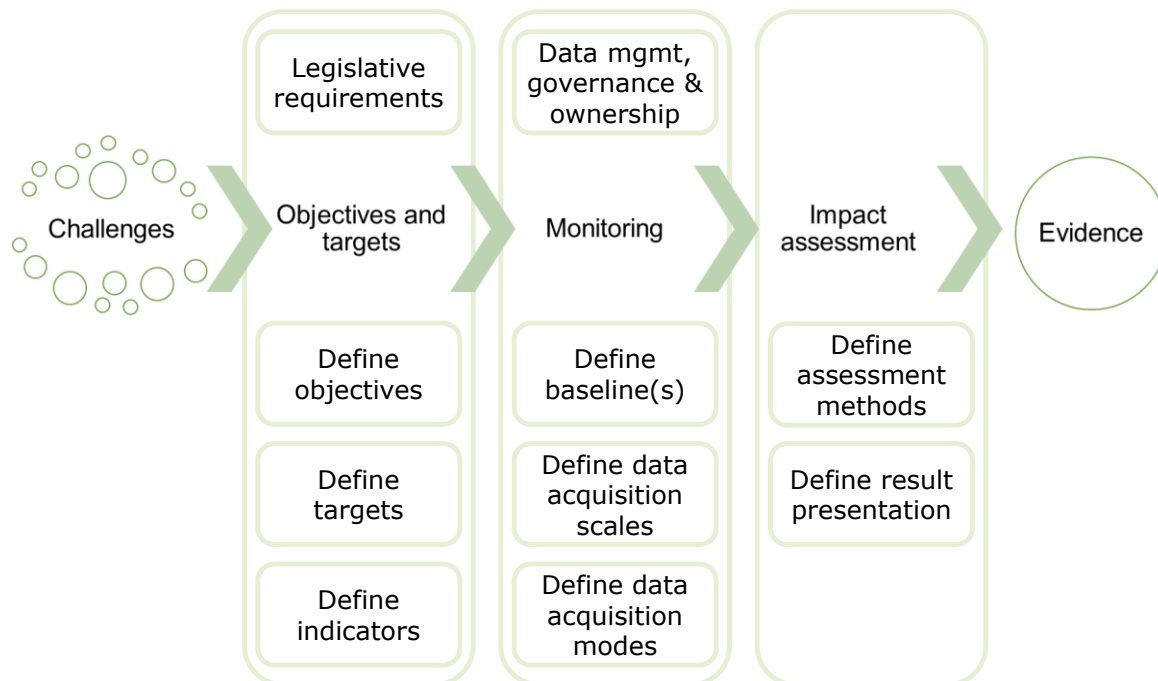 Legislative
requirements
Data mgmt,
governance &
ownership
Challenges
Objectives and
targets
Monitoring
Impact
assessment
Evidence
Define
objectives
Define
baseline(s)
Define
assessment
methods
Define
targets
Define data
acquisition
scales
Define result
presentation
Define
indicators
Define data
acquisition
modes